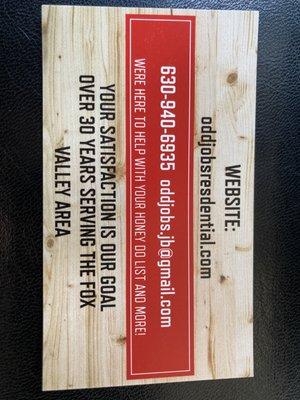 WEBSITE:
oddjobsresdential.com
630-940-6935 oddjobs.jb@gmail.com
WERE HERE TO HELP WITH YOUR HONEY DO LIST AND MORE!
YOUR SATISFACTION IS OUR GOAL
OVER 30 YEARS SERVING THE FOX
VALLEY AREA